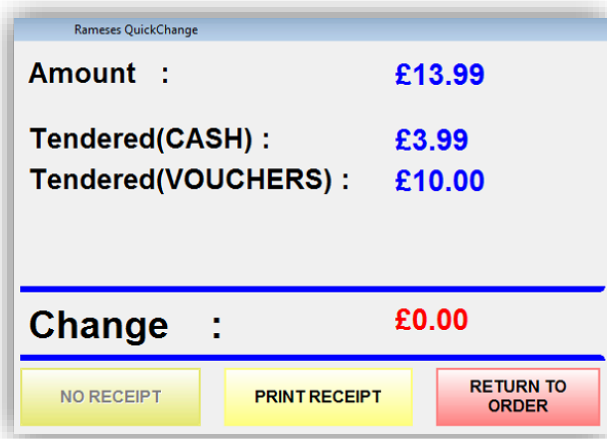 Rameses QuickChange
Amount : £13.99
Tendered(CASH) : £3.99
Tendered(VOUCHERS) : £10.00
Change : £0.00
NO RECEIPT
PRINT RECEIPT
RETURN TO
ORDER